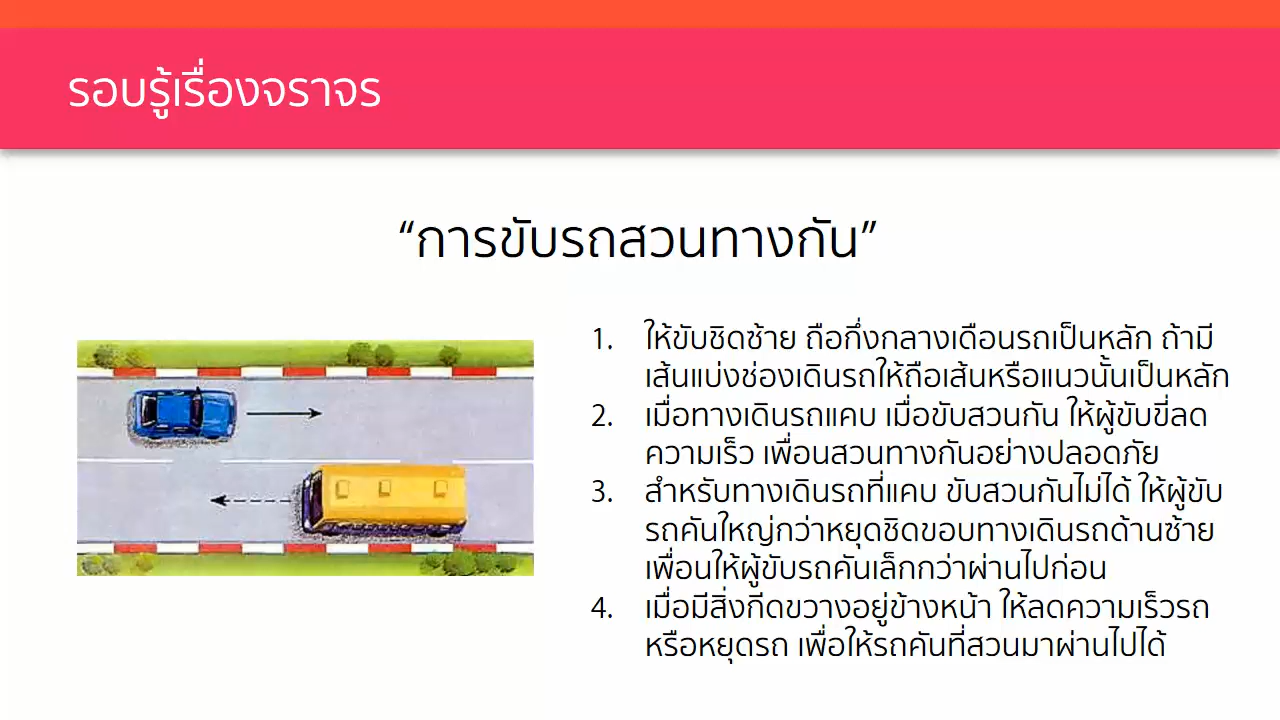 รอบรู้เรื่องจราจร
“การขับรถสวนทางกัน”
1. ให้ขับชิดซ้าย ถือกึ่งกลางเดือนรถเป็นหลัก ถ้ามี
เส้นแบ่งช่องเดินรถให้ถือเส้นหรือแนวนั้นเป็นหลัก
2. เมื่อทางเดินรถแคบ เมื่อขับสวนกัน ให้ผู้ขับขี่ลด
ความเร็ว เพื่อนสวนทางกันอย่างปลอดภัย
3. สำหรับทางเดินรถที่แคบ ขับสวนกันไม่ได้ ให้ผู้ขับ
รถคันใหญ่กว่าหยุดชิดขอบทางเดินรถด้านซ้าย
เพื่อนให้ผู้ขับรถคันเล็กกว่าผ่านไปก่อน
4. เมื่อมีสิ่งกีดขวางอยู่ข้างหน้า ให้ลดความเร็วรถ
หรือหยุดรถ เพื่อให้รถคันที่สวนมาผ่านไปได้